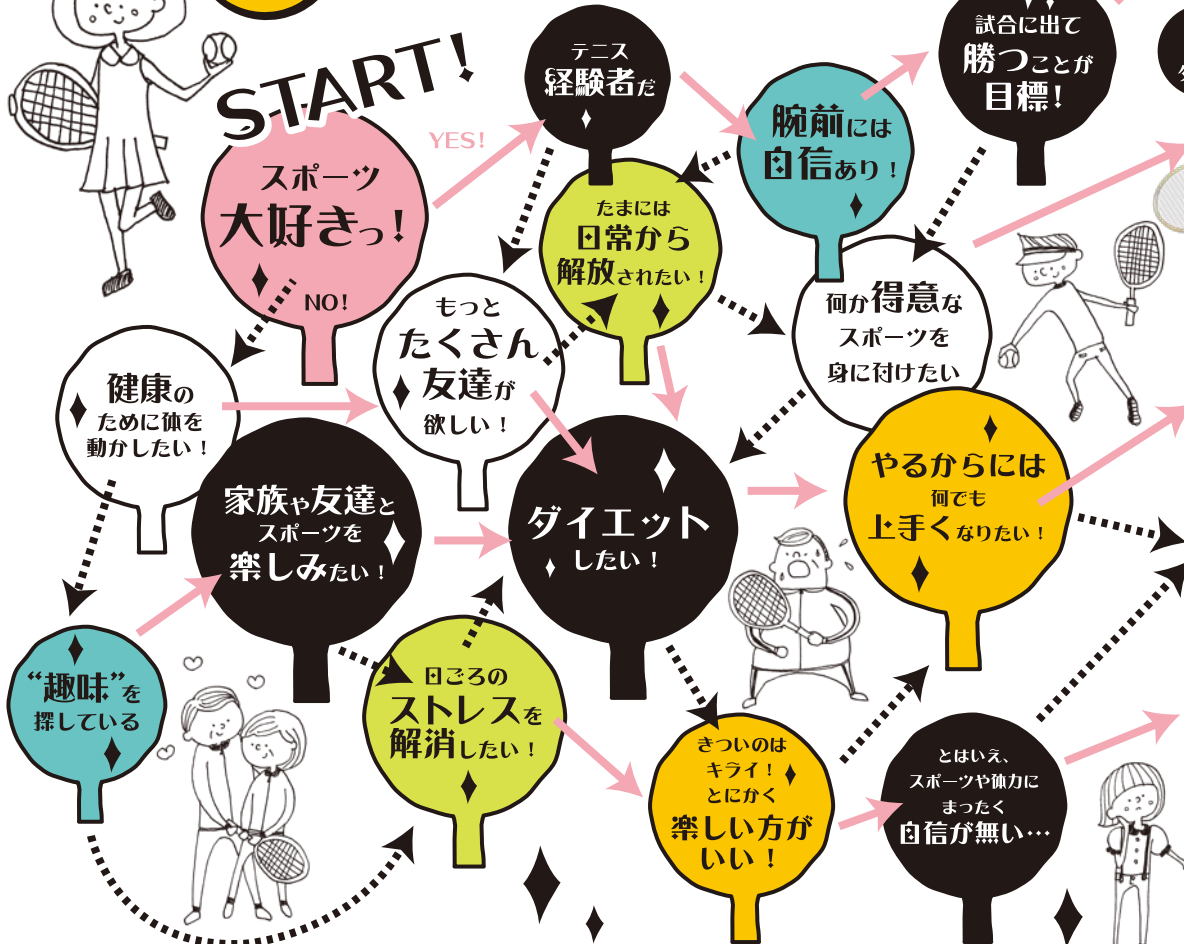 START!
スポーツ
大好きっ!
YES!
NO!
テニス
経験者だ
腕前には
自信あり!
試合に出て
勝つことが
目標!
たまには
日常から
解放されたい!
何か得意な
スポーツを
身に付けたい
もっと
たくさん
友達が
欲しい!
健康の
ために体を
動かしたい!
家族や友達と
スポーツを
楽しみたい!
ダイエット
したい!
やるからには
何でも
上手くなりたい!
“趣味”を
探している
日ごろの
ストレスを
解消したい!
きついのは
キライ!
とにかく
楽しい方が
いい!
とはいえ、
スポーツや体力に
まったく
自信が無い…